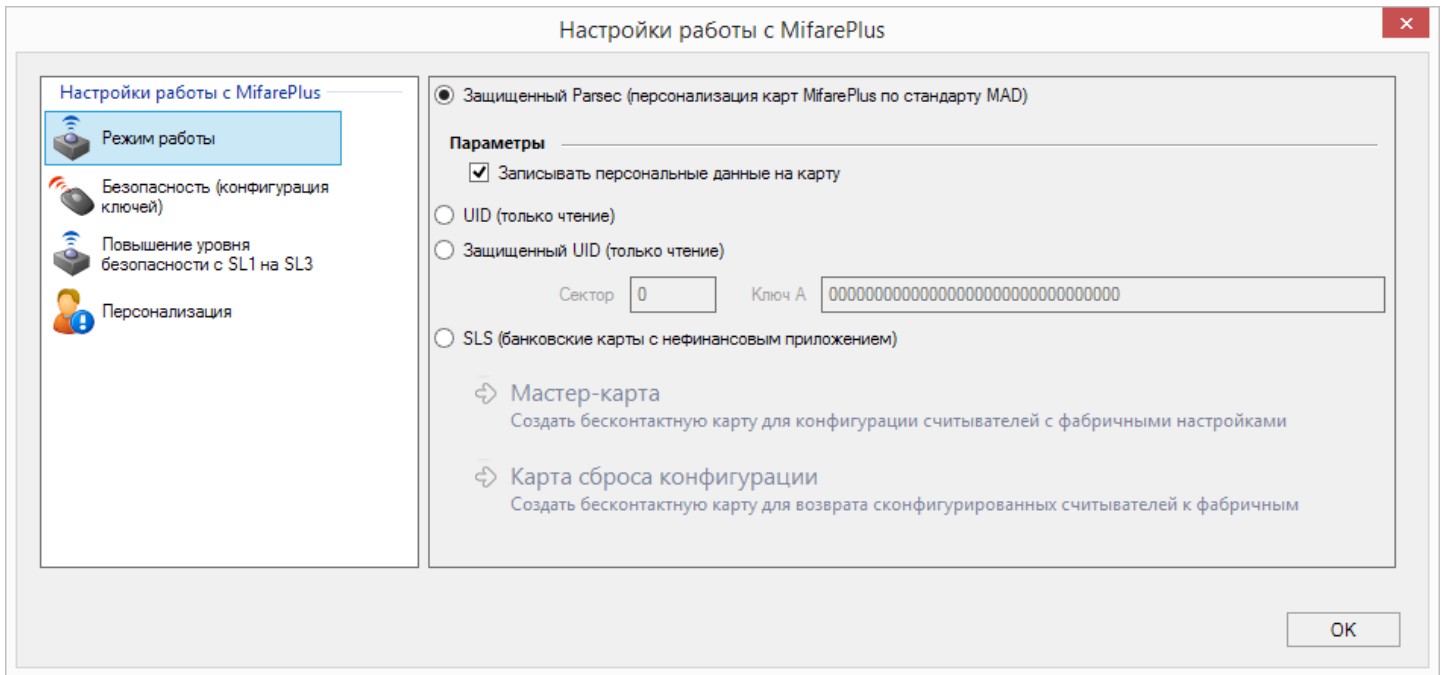 Настройки работы с MifarePlus
Настройки работы с MifarePlus
Режим работы
Безопасность (конфигурация
ключей)
Повышение уровня
безопасности с SL1 на SL3
Персонализация
Защищенный Parsec (персонализация карт MifarePlus по стандарту MAD)
Параметры
Записывать персональные данные на карту
UID (только чтение)
Защищенный UID (только чтение)
Сектор 0 Ключ A 00000000000000000000000000000000
SLS (банковские карты с нефинансовым приложением)
Мастер-карта
Создать бесконтактную карту для конфигурации считывателей с фабричными настройками
Карта сброса конфигурации
Создать бесконтактную карту для возврата сконфигурированных считывателей к фабричным
OK